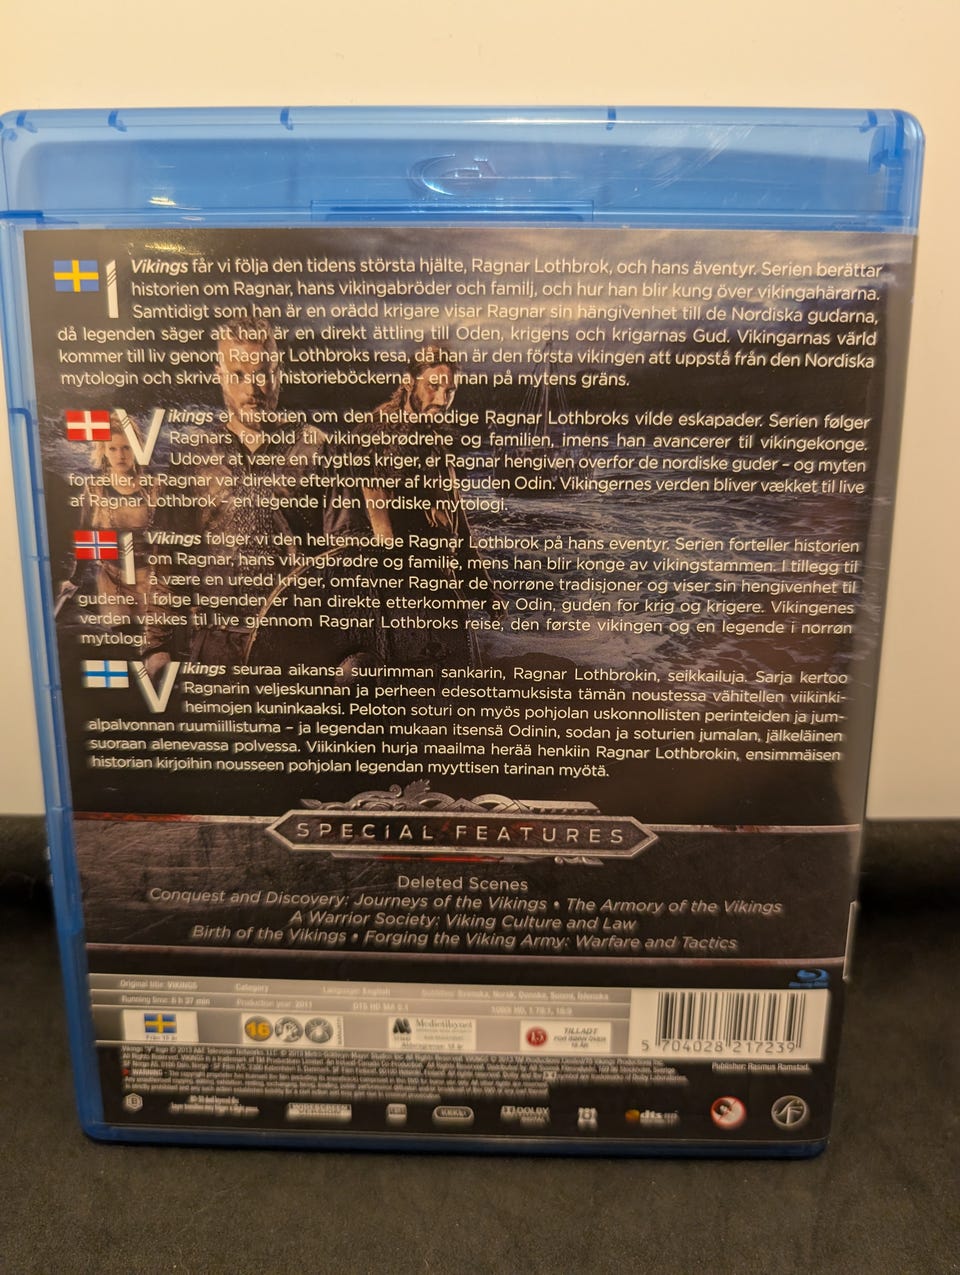 I Vikings får vi följa den tidens största hjälte, Ragnar Lothbrok, och hans äventyr. Serien berättar
historien om Ragnar, hans vikingabröder och familj, och hur han blir kung över vikingahärarna.
Samtidigt som han är en orädd krigare visar Ragnar sin hängivenhet till de Nordiska gudarna,
då legenden säger att han är en direkt ättling till Oden, krigens och krigarnas Gud. Vikingarnas värld
kommer till liv genom Ragnar Lothbroks resa, då han är den första vikingen att uppstå från den Nordiska
mytologin och skriva in sig i historieböckerna – en man på mytens gräns.
Vikings er historien om den heltemodige Ragnar Lothbroks vilde eskapader. Serien følger
Ragnars forhold til vikingebrødrene og familien, imens han avancerer til vikingekonge.
Udover at være en frygtløs kriger, er Ragnar hengiven overfor de nordiske guder – og myten
fortæller, at Ragnar var direkte efterkommer af krigsguden Odin. Vikingernes verden bliver vækket til live
af Ragnar Lothbrok – en legende i den nordiske mytologi.
I Vikings følger vi den heltemodige Ragnar Lothbrok på hans eventyr. Serien forteller historien
om Ragnar, hans vikingbrødre og familie, mens han blir konge av vikingstammen. I tillegg til
å være en uredd kriger, omfavner Ragnar de norrøne tradisjoner og viser sin hengivenhet til
gudene. I følge legenden er han direkte etterkommer av Odin, guden for krig og krigere. Vikingenes
verden vekkes til live gjennom Ragnar Lothbroks reise, den første vikingen og en legende i norrøn
mytologi.
Vikings seuraa aikansa suurimman sankarin, Ragnar Lothbrokin, seikkailuja. Sarja kertoo
Ragnarin veljeskunnan ja perheen edesottamuksista tämän noustessa vähitellen viikinki-
heimojen kuninkaaksi. Peloton soturi on myös pohjolan uskonnollisten perinteiden ja jum-
alpalvonnan ruumiillistuma – ja legendan mukaan itsensä Odinin, sodan ja soturien jumalan, jälkeläinen
suoraan alenevassa polvessa. Viikinkien hurja maailma herää henkiin Ragnar Lothbrokin, ensimmäisen
historian kirjoihin nousseen pohjolan legendan myyttisen tarinan myötä.
SPECIAL FEATURES
Deleted Scenes
Conquest and Discovery: Journeys of the Vikings • The Armory of the Vikings
A Warrior Society: Viking Culture and Law
Birth of the Vikings • Forging the Viking Army: Warfare and Tactics
Original title: VIKINGS Category Language: English Subtitles: Svenska, Norsk, Danske, Suomi, Íslenska
Running time: 6 h 37 min Production year: 2013 DTS HD MA 5.1
Från 15 år
16
Medietilsynet
15
TILLADT
5 704028 217239
Publisher: Rasmus Ramstad
DOLBY
dts
SF